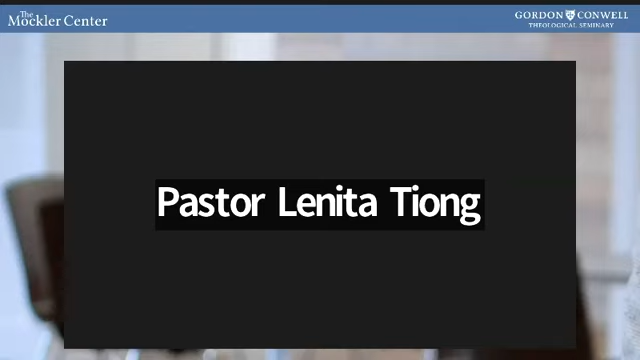 The
Mockler Center
GORDON CONWELL
THEOLOGICAL SEMINARY
Pastor Lenita Tiong